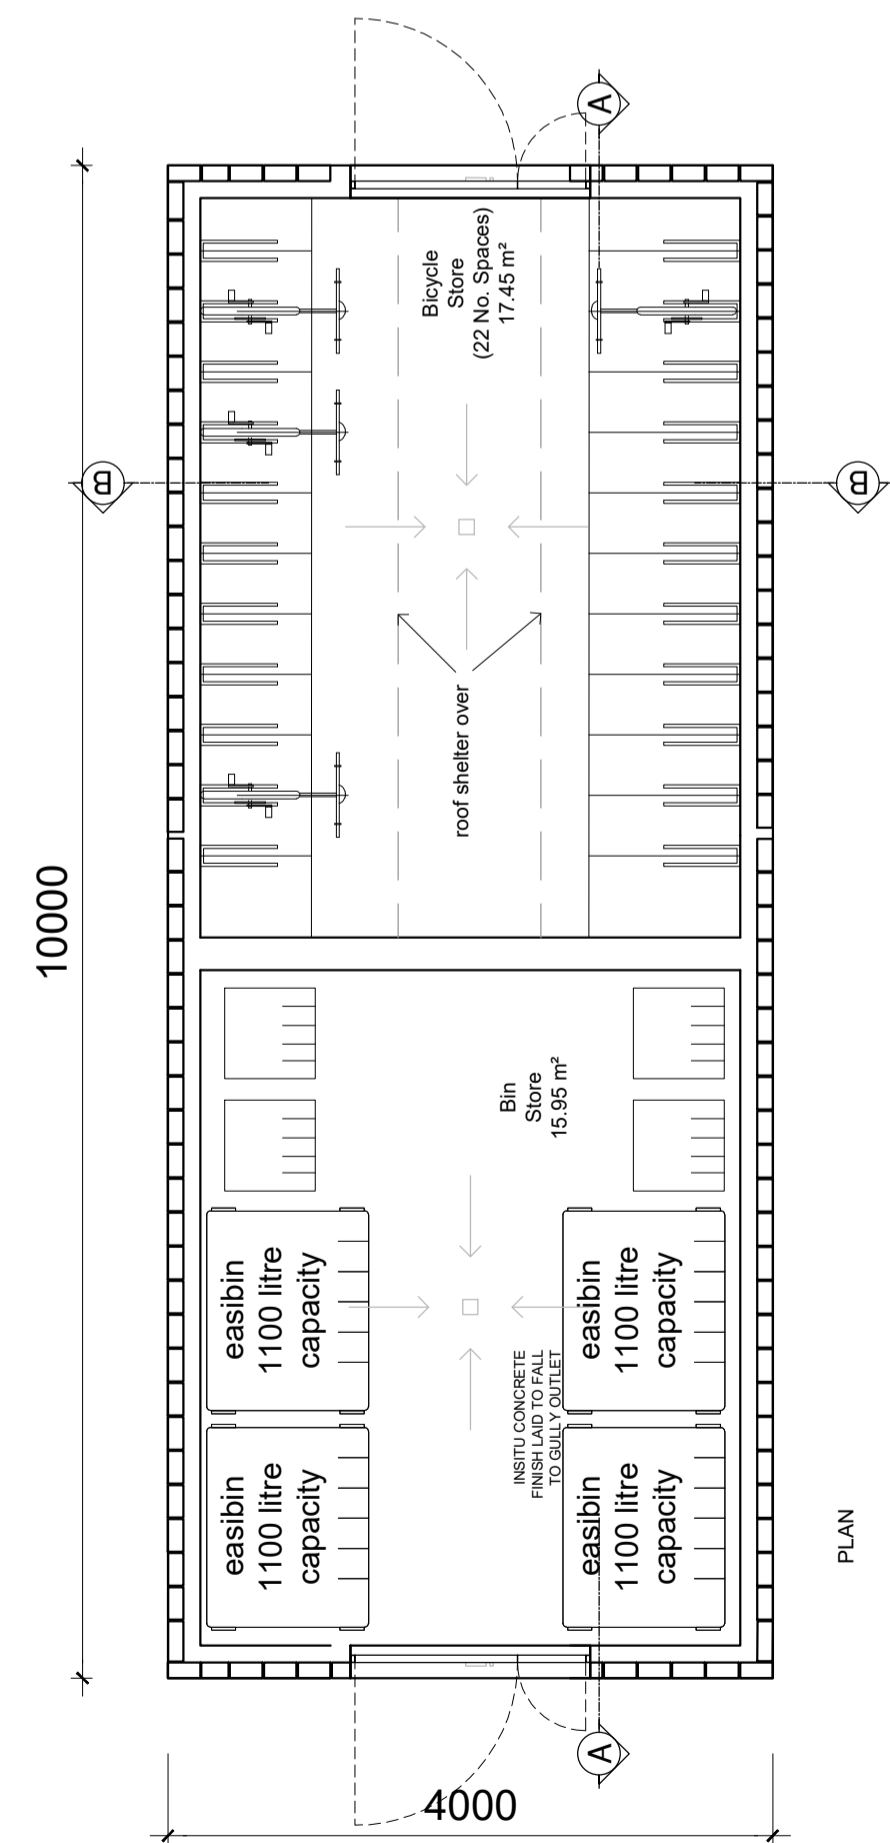 A
Bicycle
Store
(22 No. Spaces)
17.45 m²
B
B
roof shelter over
10000
Bin
Store
15.95 m²
easibin
1100 litre
capacity
easibin
1100 litre
capacity
INSITU CONCRETE
FINISH LAID TO FALL
TO GULLY OUTLET
easibin
1100 litre
capacity
easibin
1100 litre
capacity
PLAN
A
4000